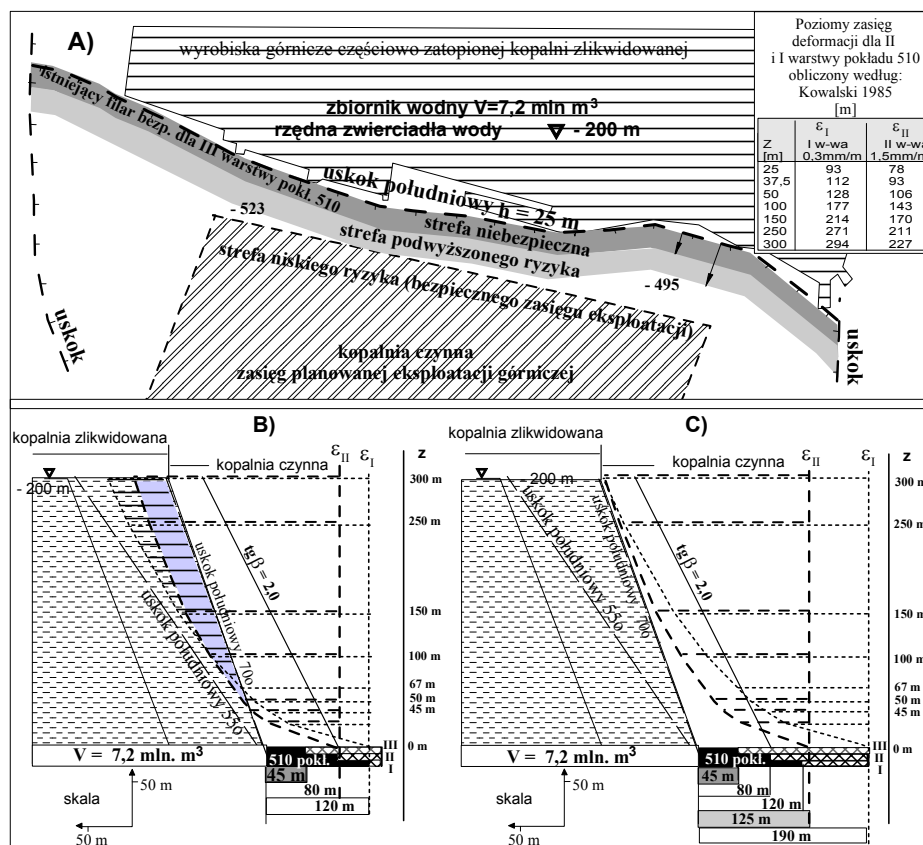 A)
wyrobiska górnicze częściowo zatopionej kopalni zlikwidowanej
zbiornik wodny V=7,2 mln m³
rzędna zwierciadła wody - 200 m
istniejący filar bezp. dla III warstwy pokł. 510
uskok południowy h = 25 m
strefa niebezpieczna
strefa podwyższonego ryzyka
- 523
- 495
strefa niskiego ryzyka (bezpiecznego zasięgu eksploatacji)
kopalnia czynna
zasięg planowanej eksploatacji górniczej
uskok
uskok
Poziomy zasięg
deformacji dla II
i I warstwy pokładu 510
obliczony według:
Kowalski 1985
[m]
εI εII
Z I w-wa II w-wa
[m] 0,3mm/m 1,5mm/m
25 93 78
37,5 112 93
50 128 106
100 177 143
150 214 170
250 271 211
300 294 227
B)
kopalnia zlikwidowana
kopalnia czynna
εII
εI
z
- 200 m
300 m
250 m
150 m
100 m
67 m
50 m
45 m
0 m
uskok południowy 70o
uskok południowy 55o
tgβ = 2,0
V = 7,2 mln. m³
510 pokł.
III
II
I
45 m
80 m
120 m
skala
50 m
50 m
C)
kopalnia zlikwidowana
kopalnia czynna
εII
εI
z
- 200 m
300 m
250 m
150 m
100 m
67 m
50 m
45 m
0 m
uskok południowy 70o
uskok południowy 55o
tgβ = 2,0
V = 7,2 mln. m³
510 pokł.
III
II
I
45 m
80 m
120 m
125 m
190 m
skala
50 m
50 m